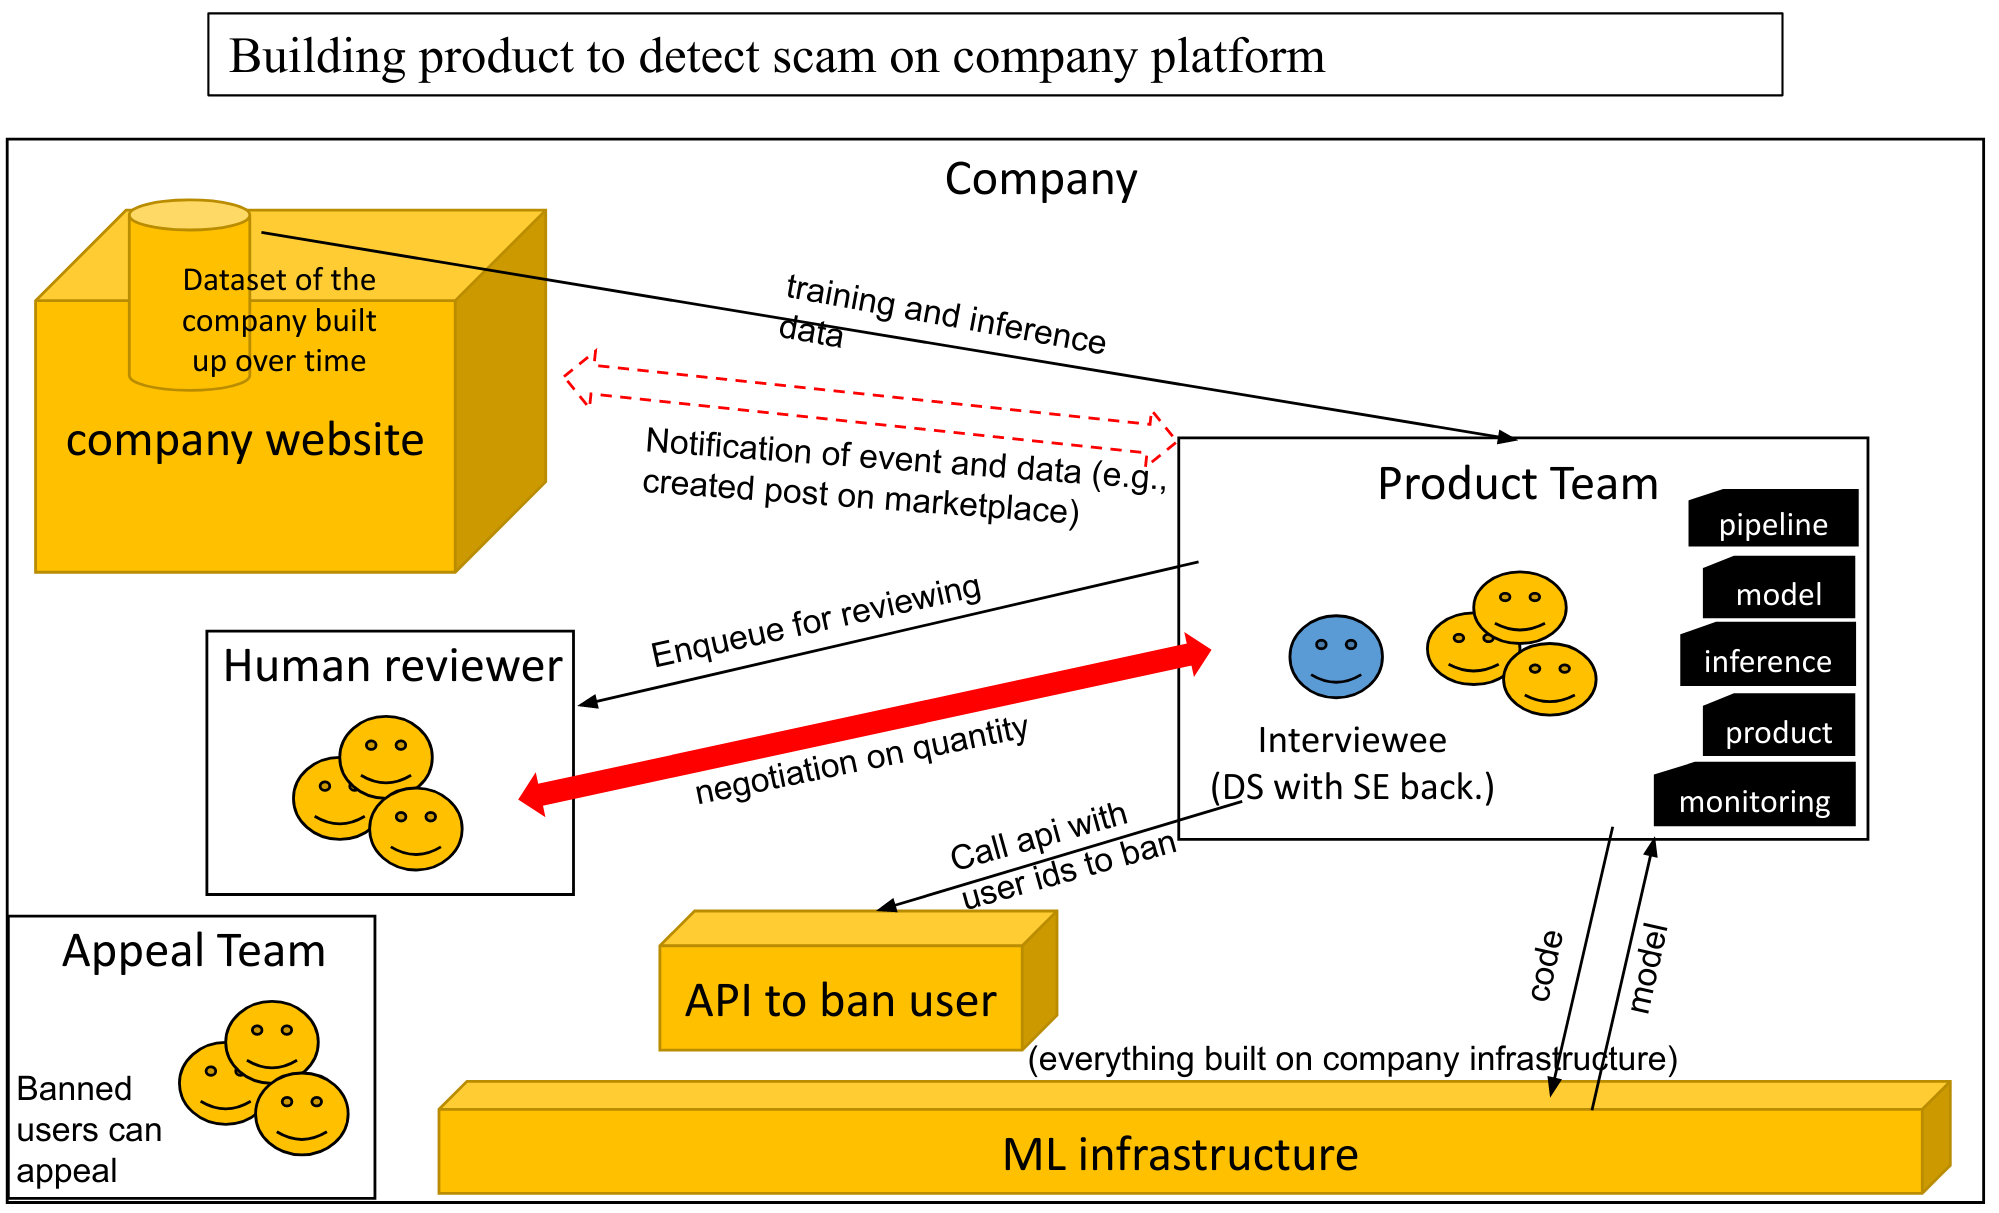 Building product to detect scam on company platform
Company
Dataset of the
company built
up over time
company website
training and inference
data
Notification of event and data (e.g.,
created post on marketplace)
Product Team
pipeline
model
inference
product
monitoring
Interviewee
(DS with SE back.)
Enqueue for reviewing
Human reviewer
negotiation on quantity
Call api with
user ids to ban
API to ban user
code
model
Appeal Team
Banned
users can
appeal
(everything built on company infrastructure)
ML infrastructure